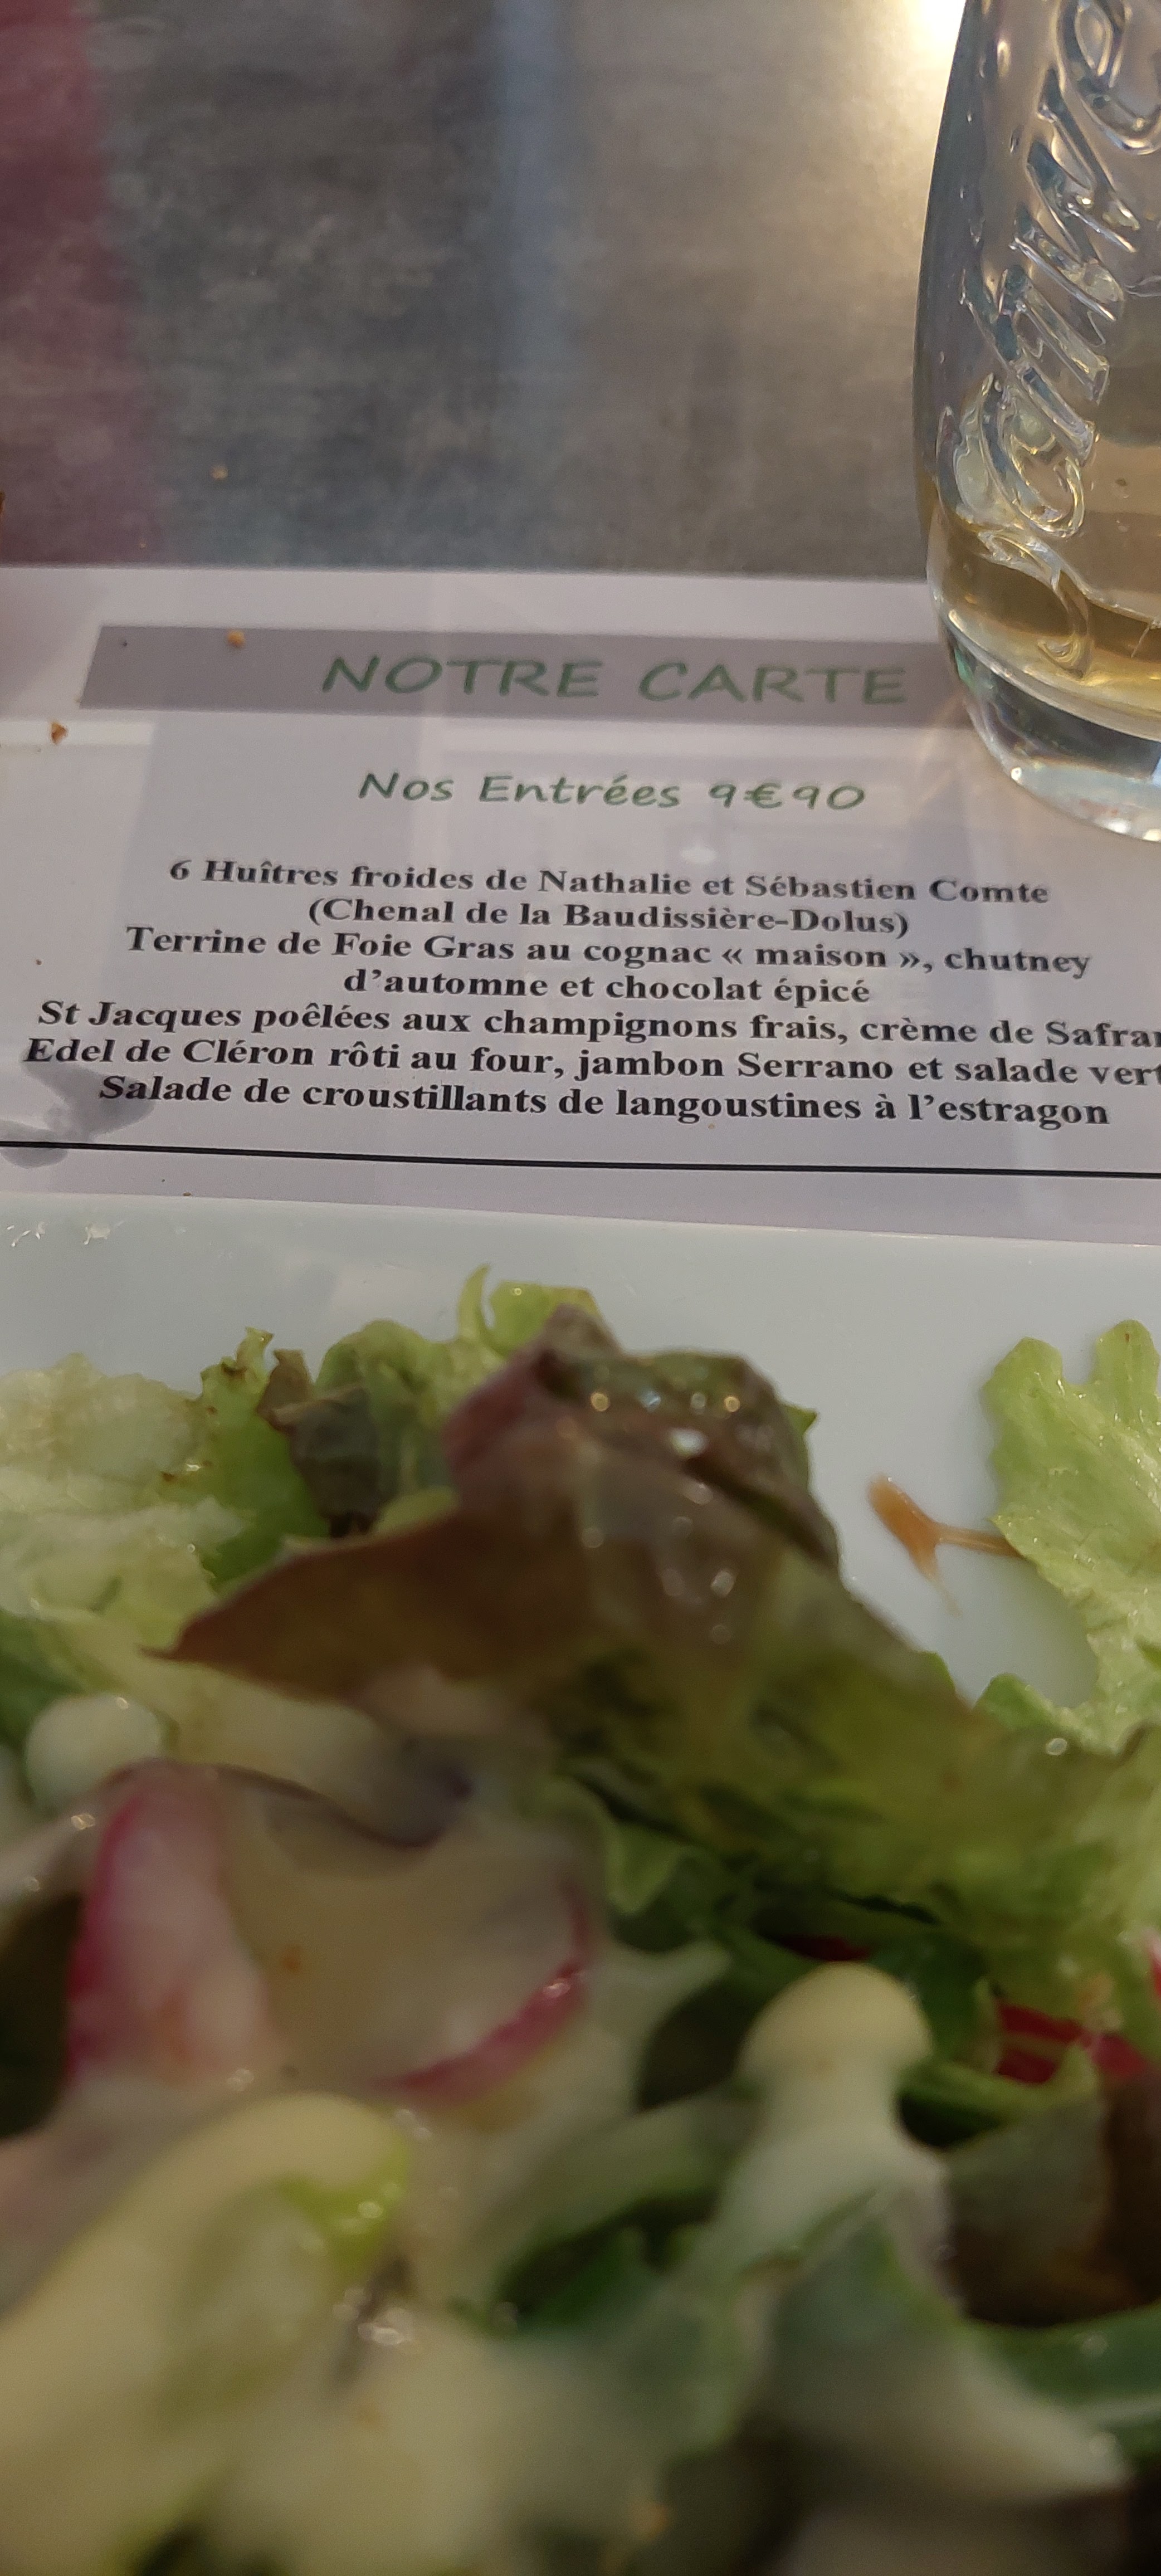 NOTRE CARTE
Nos Entrées 9€90
6 Huîtres froides de Nathalie et Sébastien Comte
(Chenal de la Baudissière-Dolus)
Terrine de Foie Gras au cognac « maison », chutney
d’automne et chocolat épicé
St Jacques poêlées aux champignons frais, crème de Safran
Edel de Cléron rôti au four, jambon Serrano et salade vert
Salade de croustillants de langoustines à l’estragon